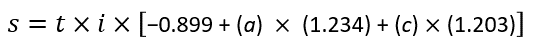 s = t × i × [−0.899 + (a) × (1.234) + (c) × (1.203)]